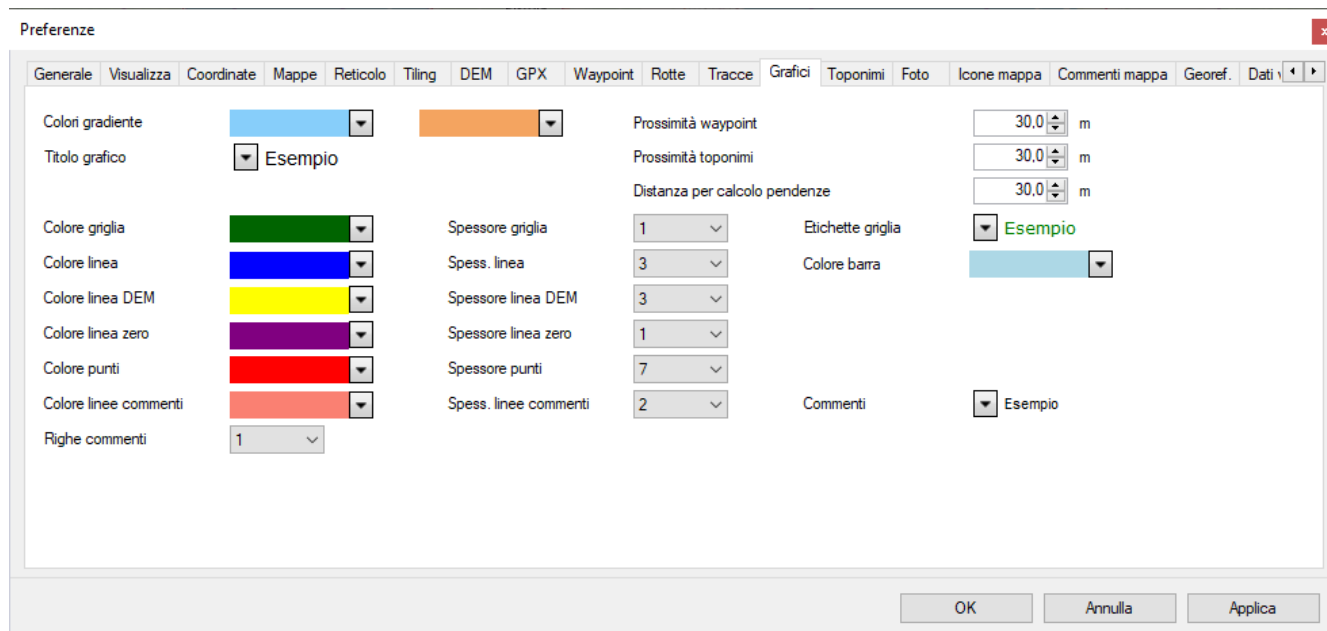 Preferenze
Generale Visualizza Coordinate Mappe Reticolo Tiling DEM GPX Waypoint Rotte Tracce Grafici Toponimi Foto Icone mappa Commenti mappa Georef. Dati
Colori gradiente Prossimità waypoint 30,0 m
Titolo grafico Esempio Prossimità toponimi 30,0 m
Distanza per calcolo pendenze 30,0 m
Colore griglia Spessore griglia 1 Etichette griglia Esempio
Colore linea Spess. linea 3 Colore barra
Colore linea DEM Spessore linea DEM 3
Colore linea zero Spessore linea zero 1
Colore punti Spessore punti 7
Colore linee commenti Spess. linee commenti 2 Commenti Esempio
Righe commenti 1
OK Annulla Applica